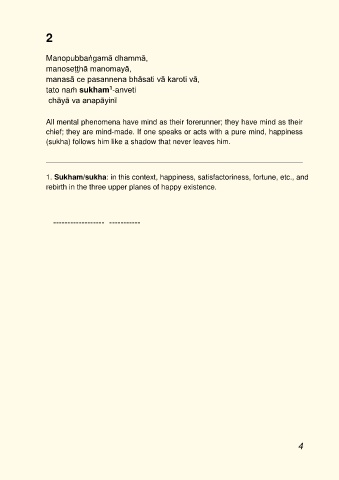 2
Manopubbaṅgamā dhammā,
manoseṭṭhā manomayā,
manasā ce pasannena bhāsati vā karoti vā,
tato naṁ sukham¹-anveti
chāyā va anapāyinī
All mental phenomena have mind as their forerunner; they have mind as their
chief; they are mind-made. If one speaks or acts with a pure mind, happiness
(sukha) follows him like a shadow that never leaves him.
1. Sukham/sukha: in this context, happiness, satisfactoriness, fortune, etc., and
rebirth in the three upper planes of happy existence.
------------------ -----------
4